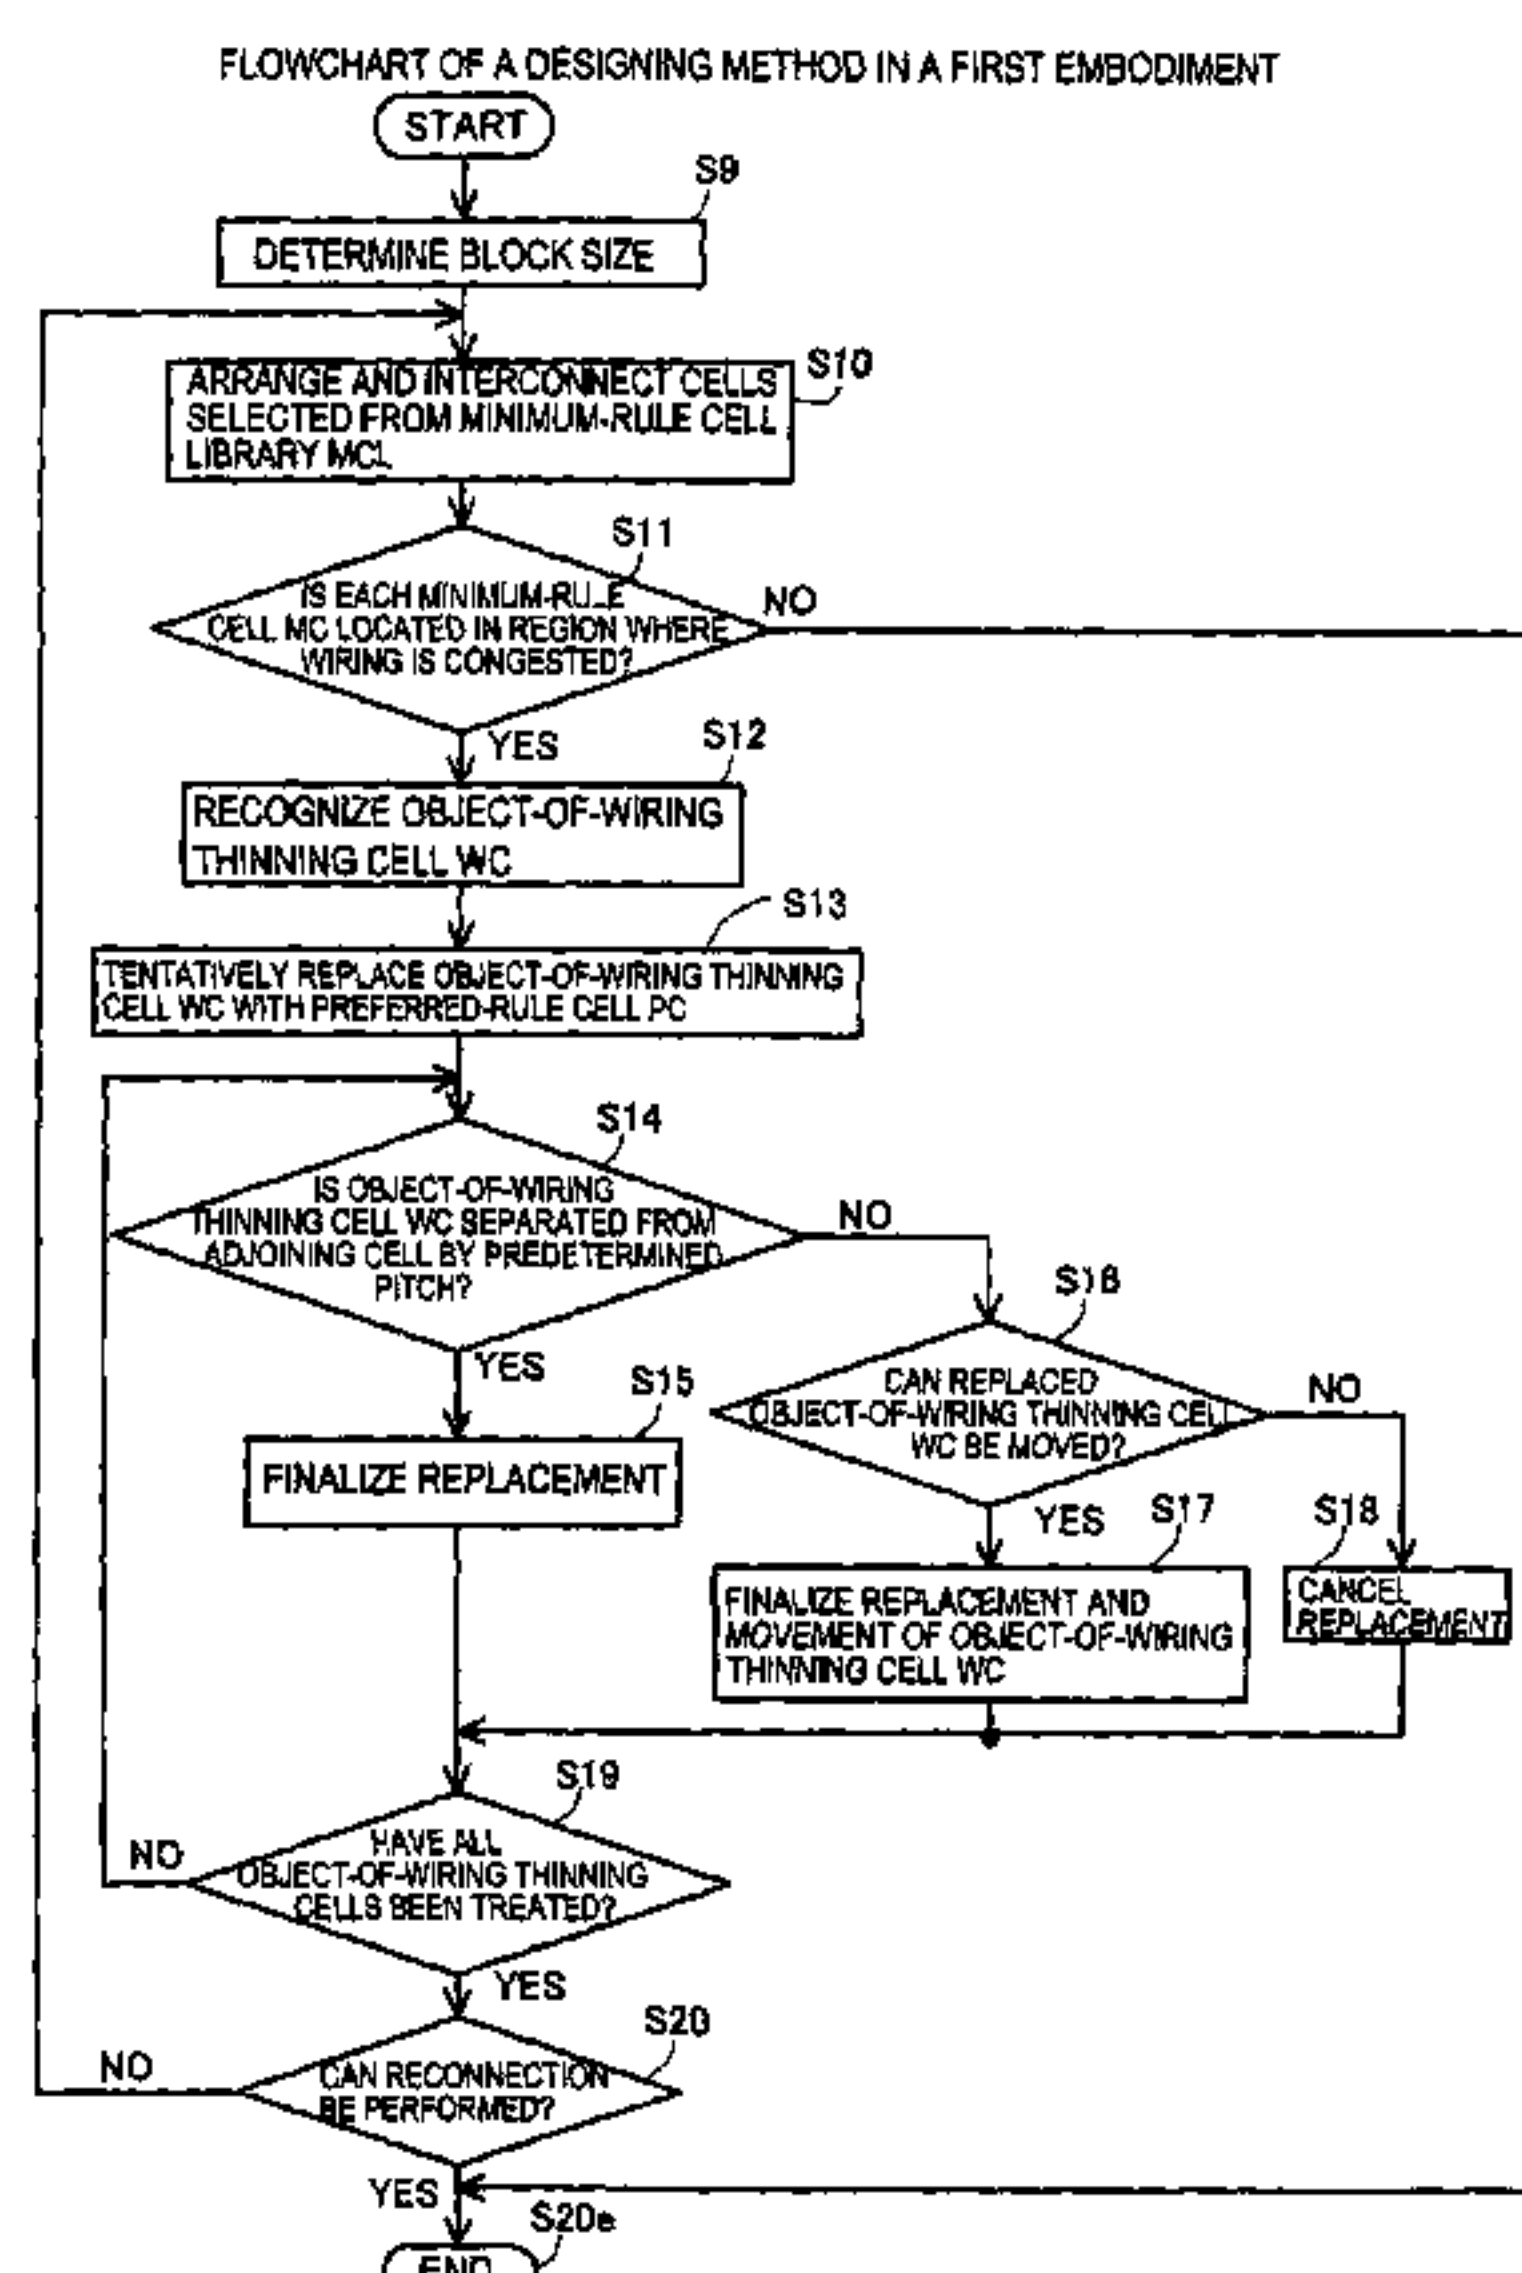 FLOWCHART OF A DESIGNING METHOD IN A FIRST EMBODIMENT
START
S9
DETERMINE BLOCK SIZE
S10
ARRANGE AND INTERCONNECT CELLS
SELECTED FROM MINIMUM-RULE CELL
LIBRARY MCL
S11
IS EACH MINIMUM-RULE
CELL MC LOCATED IN REGION WHERE
WIRING IS CONGESTED?
NO
YES
S12
RECOGNIZE OBJECT-OF-WIRING
THINNING CELL WC
S13
TENTATIVELY REPLACE OBJECT-OF-WIRING THINNING
CELL WC WITH PREFERRED-RULE CELL PC
S14
IS OBJECT-OF-WIRING
THINNING CELL WC SEPARATED FROM
ADJOINING CELL BY PREDETERMINED
PITCH?
NO
YES
S16
CAN REPLACED
OBJECT-OF-WIRING THINNING CELL
WC BE MOVED?
NO
YES
S15
FINALIZE REPLACEMENT
S17
FINALIZE REPLACEMENT AND
MOVEMENT OF OBJECT-OF-WIRING
THINNING CELL WC
S18
CANCEL
REPLACEMENT
S19
HAVE ALL
OBJECT-OF-WIRING THINNING
CELLS BEEN TREATED?
NO
YES
S20
CAN RECONNECTION
BE PERFORMED?
NO
YES
S20e
END